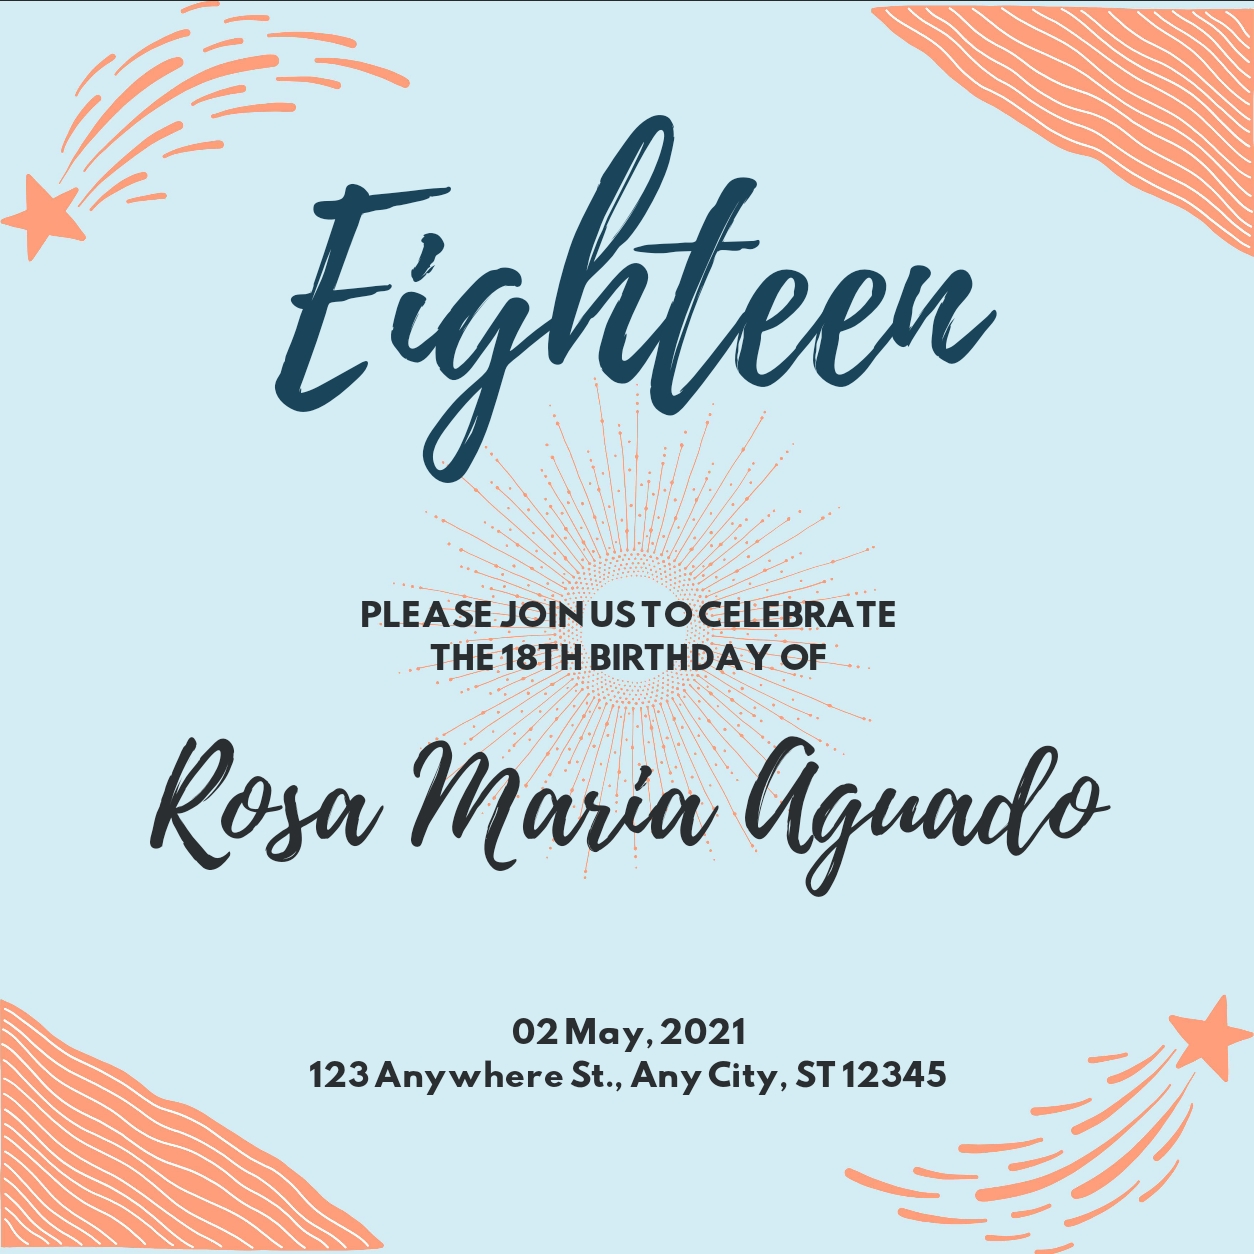 Eighteen
PLEASE JOIN US TO CELEBRATE
THE 18TH BIRTHDAY OF
Rosa Maria Aguado
02 May, 2021
123 Anywhere St., Any City, ST 12345